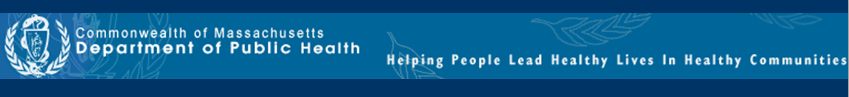 Commonwealth of Massachusetts
Department of Public Health
Helping People Lead Healthy Lives In Healthy Communities